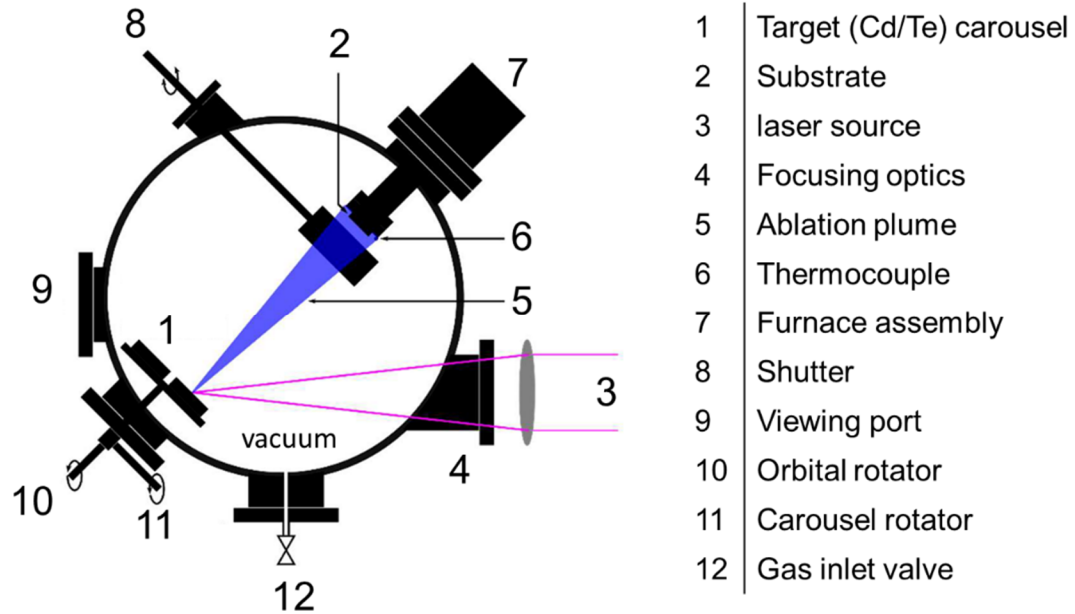 8
2
7
6
5
9
1
3
vacuum
4
10
11
12
1 Target (Cd/Te) carousel
2 Substrate
3 laser source
4 Focusing optics
5 Ablation plume
6 Thermocouple
7 Furnace assembly
8 Shutter
9 Viewing port
10 Orbital rotator
11 Carousel rotator
12 Gas inlet valve